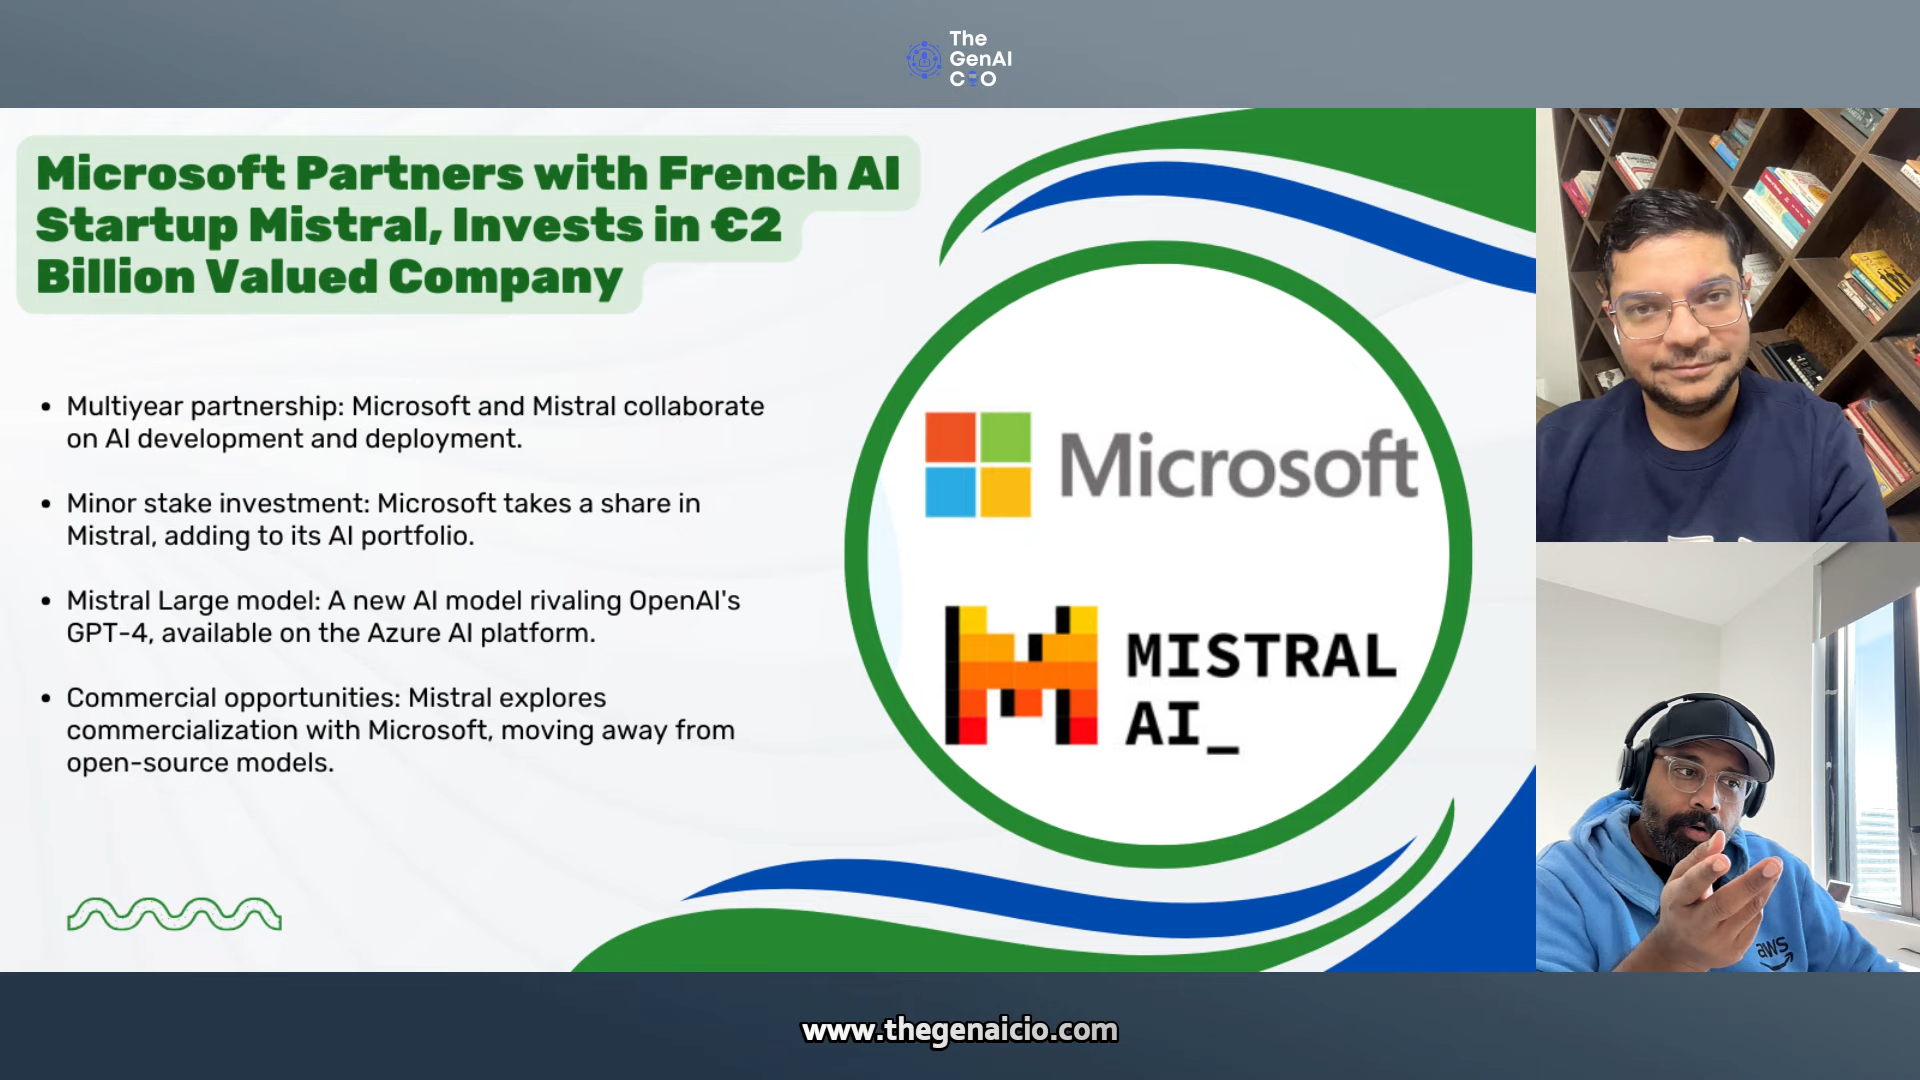 The
GenAI
CIO
Microsoft Partners with French AI
Startup Mistral, Invests in €2
Billion Valued Company
• Multiyear partnership: Microsoft and Mistral collaborate
on AI development and deployment.
• Minor stake investment: Microsoft takes a share in
Mistral, adding to its AI portfolio.
• Mistral Large model: A new AI model rivaling OpenAI's
GPT-4, available on the Azure AI platform.
• Commercial opportunities: Mistral explores
commercialization with Microsoft, moving away from
open-source models.
Microsoft
MISTRAL
AI_
aws
www.thegenaicio.com